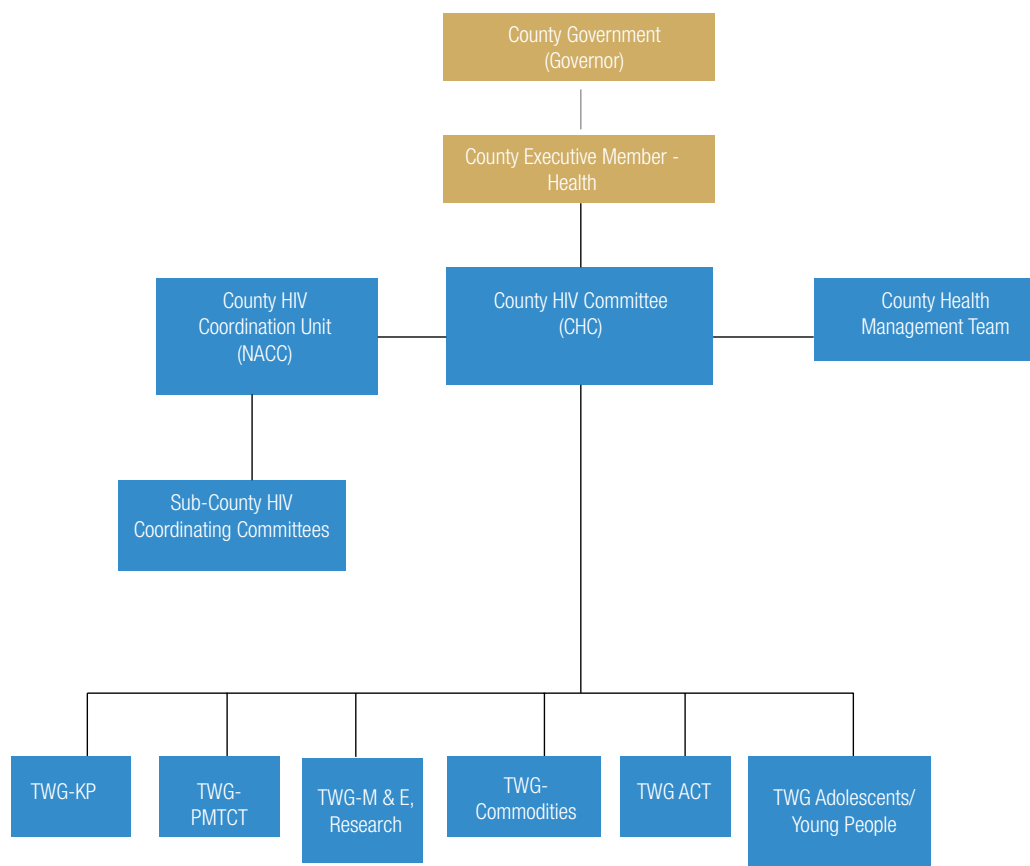 County Government
(Governor)
County Executive Member -
Health
County HIV
Coordination Unit
(NACC)
County HIV Committee
(CHC)
County Health
Management Team
Sub-County HIV
Coordinating Committees
TWG-KP
TWG-
PMTCT
TWG-M & E,
Research
TWG-
Commodities
TWG ACT
TWG Adolescents/
Young People